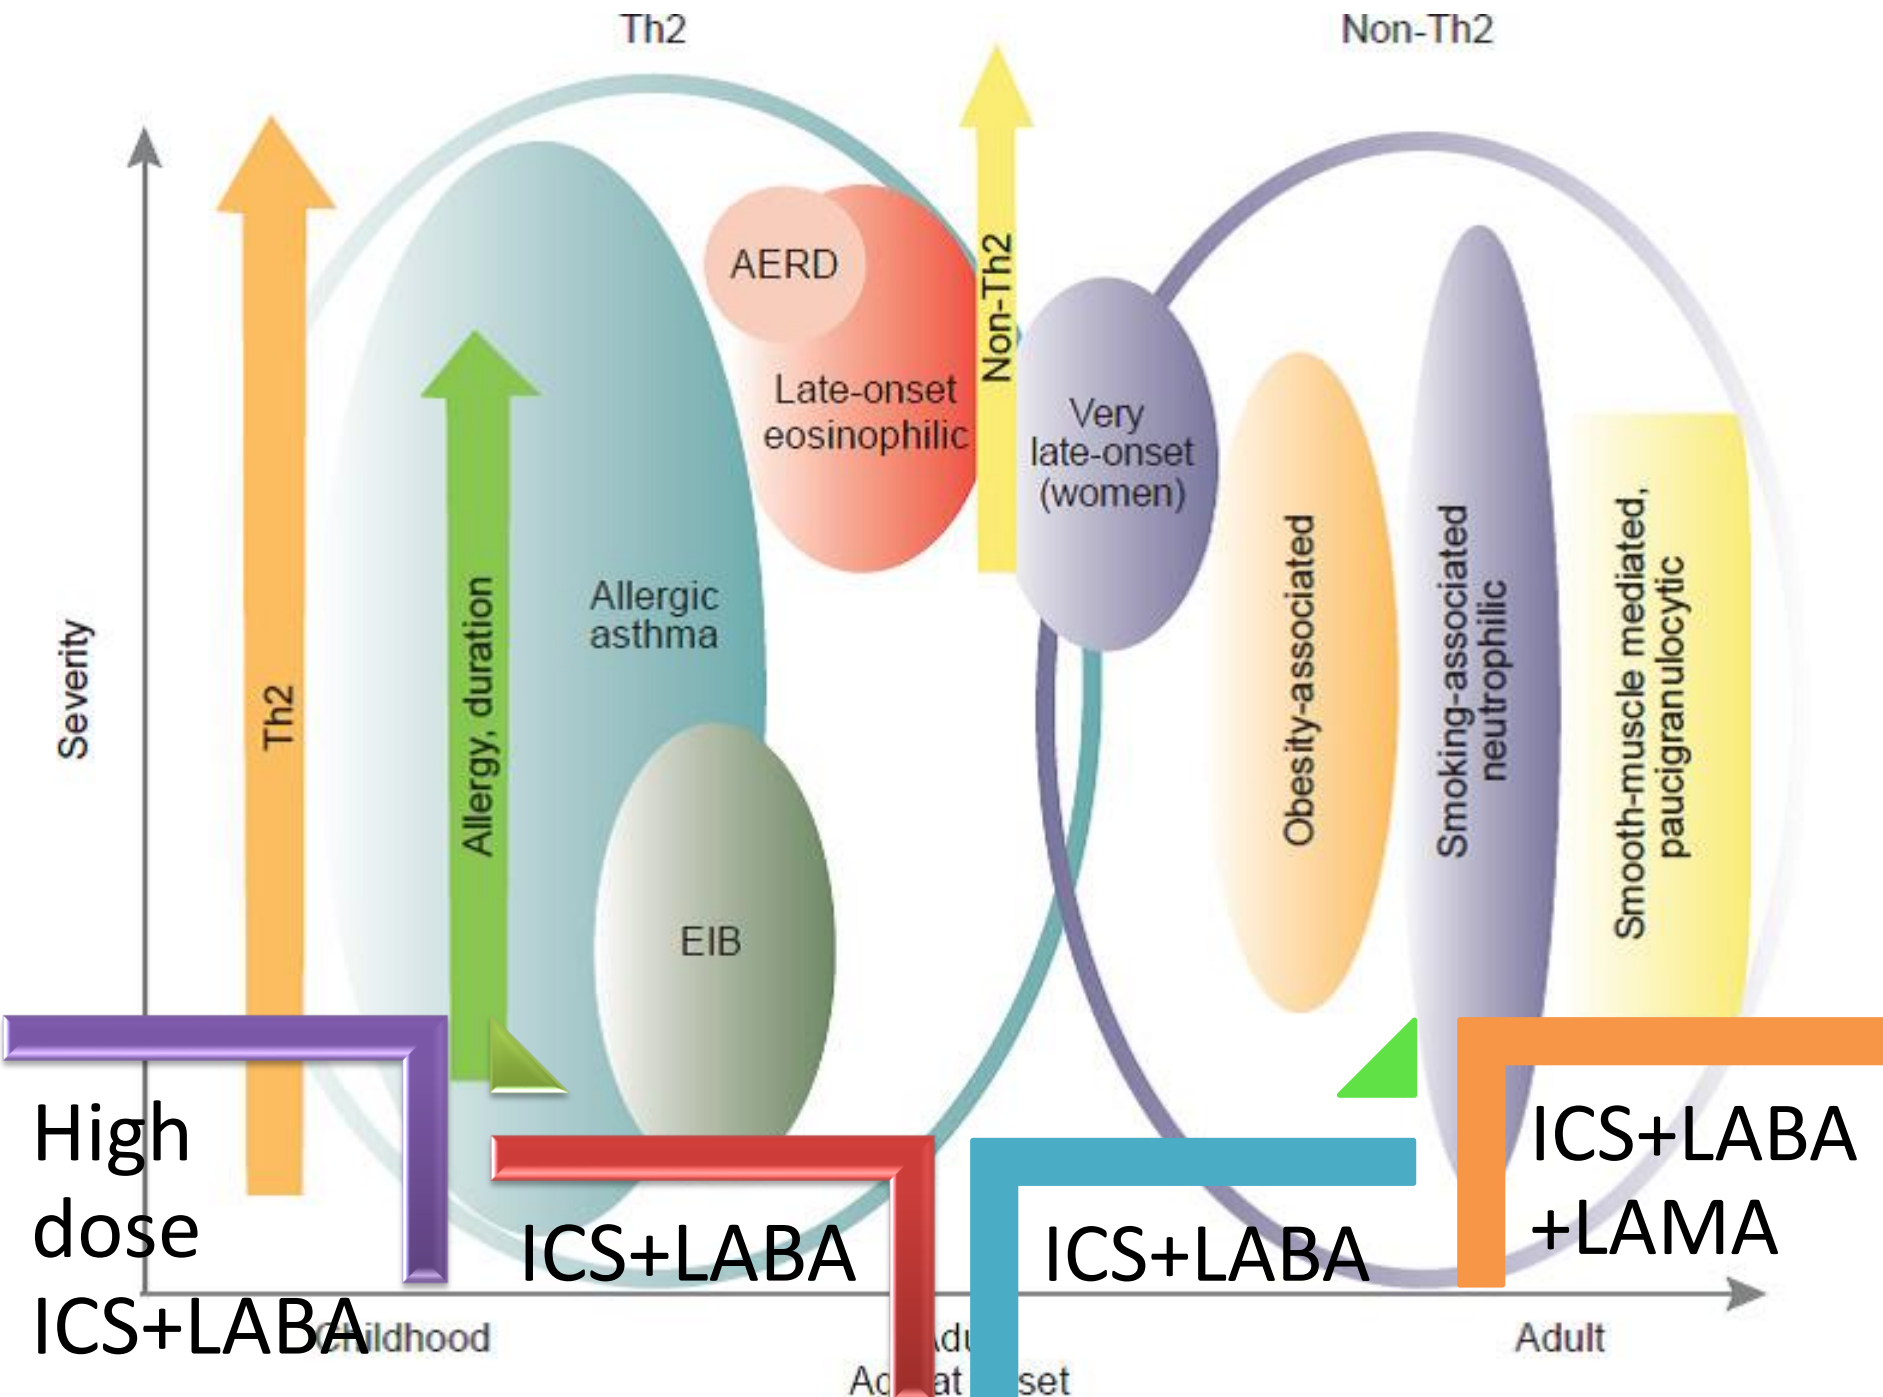 Th2
Non-Th2
Severity
Th2
Allergy, duration
Allergic
asthma
EIB
AERD
Late-onset
eosinophilic
Non-Th2
Very
late-onset
(women)
Obesity-associated
Smoking-associated
neutrophilic
Smooth-muscle mediated,
paucigranulocytic
High
dose
ICS+LABA
ICS+LABA
ICS+LABA
ICS+LABA
+LAMA
Childhood
Adult
at